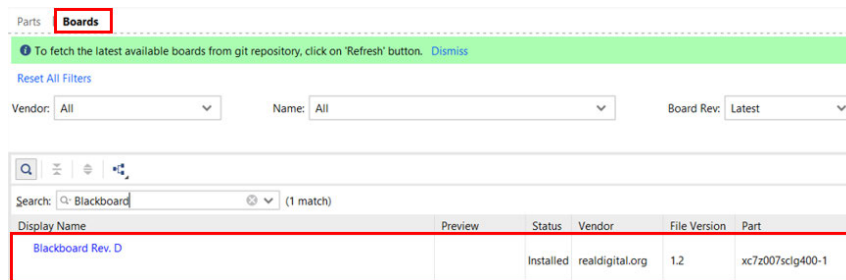 Parts Boards
To fetch the latest available boards from git repository, click on 'Refresh' button. Dismiss
Reset All Filters
Vendor: All Name: All Board Rev: Latest
Search: Blackboard (1 match)
Display Name Preview Status Vendor File Version Part
Blackboard Rev. D
Installed realdigital.org 1.2 xc7z007sclg400-1